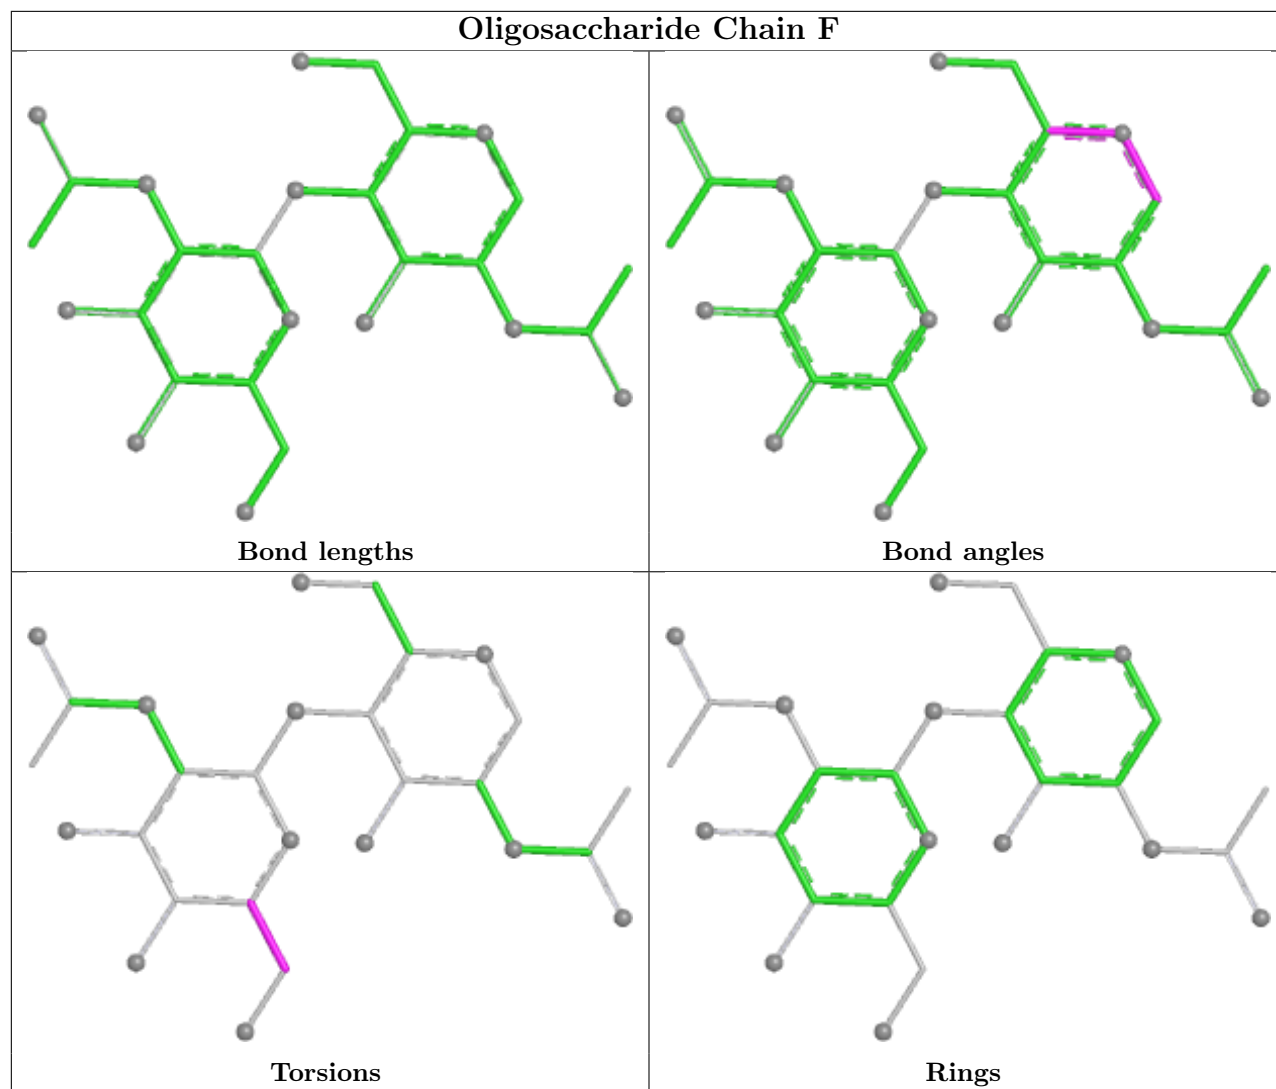 Oligosaccharide Chain F
Bond lengths
Bond angles
Torsions
Rings